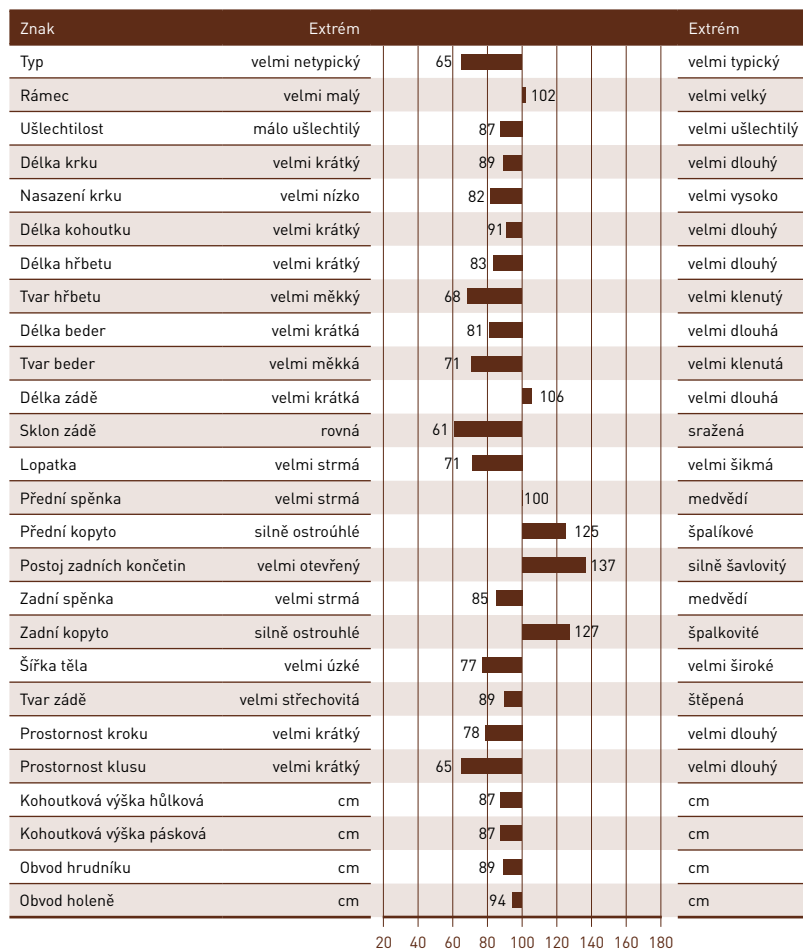 Znak Extrém Extrém
Typ velmi netypický 65 velmi typický
Rámec velmi malý 102 velmi velký
Ušlechtilost málo ušlechtilý 87 velmi ušlechtilý
Délka krku velmi krátký 89 velmi dlouhý
Nasazení krku velmi nízko 82 velmi vysoko
Délka kohoutku velmi krátký 91 velmi dlouhý
Délka hřbetu velmi krátký 83 velmi dlouhý
Tvar hřbetu velmi měkký 68 velmi klenutý
Délka beder velmi krátká 81 velmi dlouhá
Tvar beder velmi měkká 71 velmi klenutá
Délka zádě velmi krátká 106 velmi dlouhá
Sklon zádě rovná 61 sražená
Lopatka velmi strmá 71 velmi šikmá
Přední spěnka velmi strmá 100 medvědí
Přední kopyto silně ostroúhlé 125 špalíkové
Postoj zadních končetin velmi otevřený 137 silně šavlovitý
Zadní spěnka velmi strmá 85 medvědí
Zadní kopyto silně ostrouhlé 127 špalkovité
Šířka těla velmi úzké 77 velmi široké
Tvar zádě velmi střechovitá 89 štěpená
Prostornost kroku velmi krátký 78 velmi dlouhý
Prostornost klusu velmi krátký 65 velmi dlouhý
Kohoutková výška hůlková cm 87 cm
Kohoutková výška pásková cm 87 cm
Obvod hrudníku cm 89 cm
Obvod holeně cm 94 cm
20 40 60 80 100 120 140 160 180